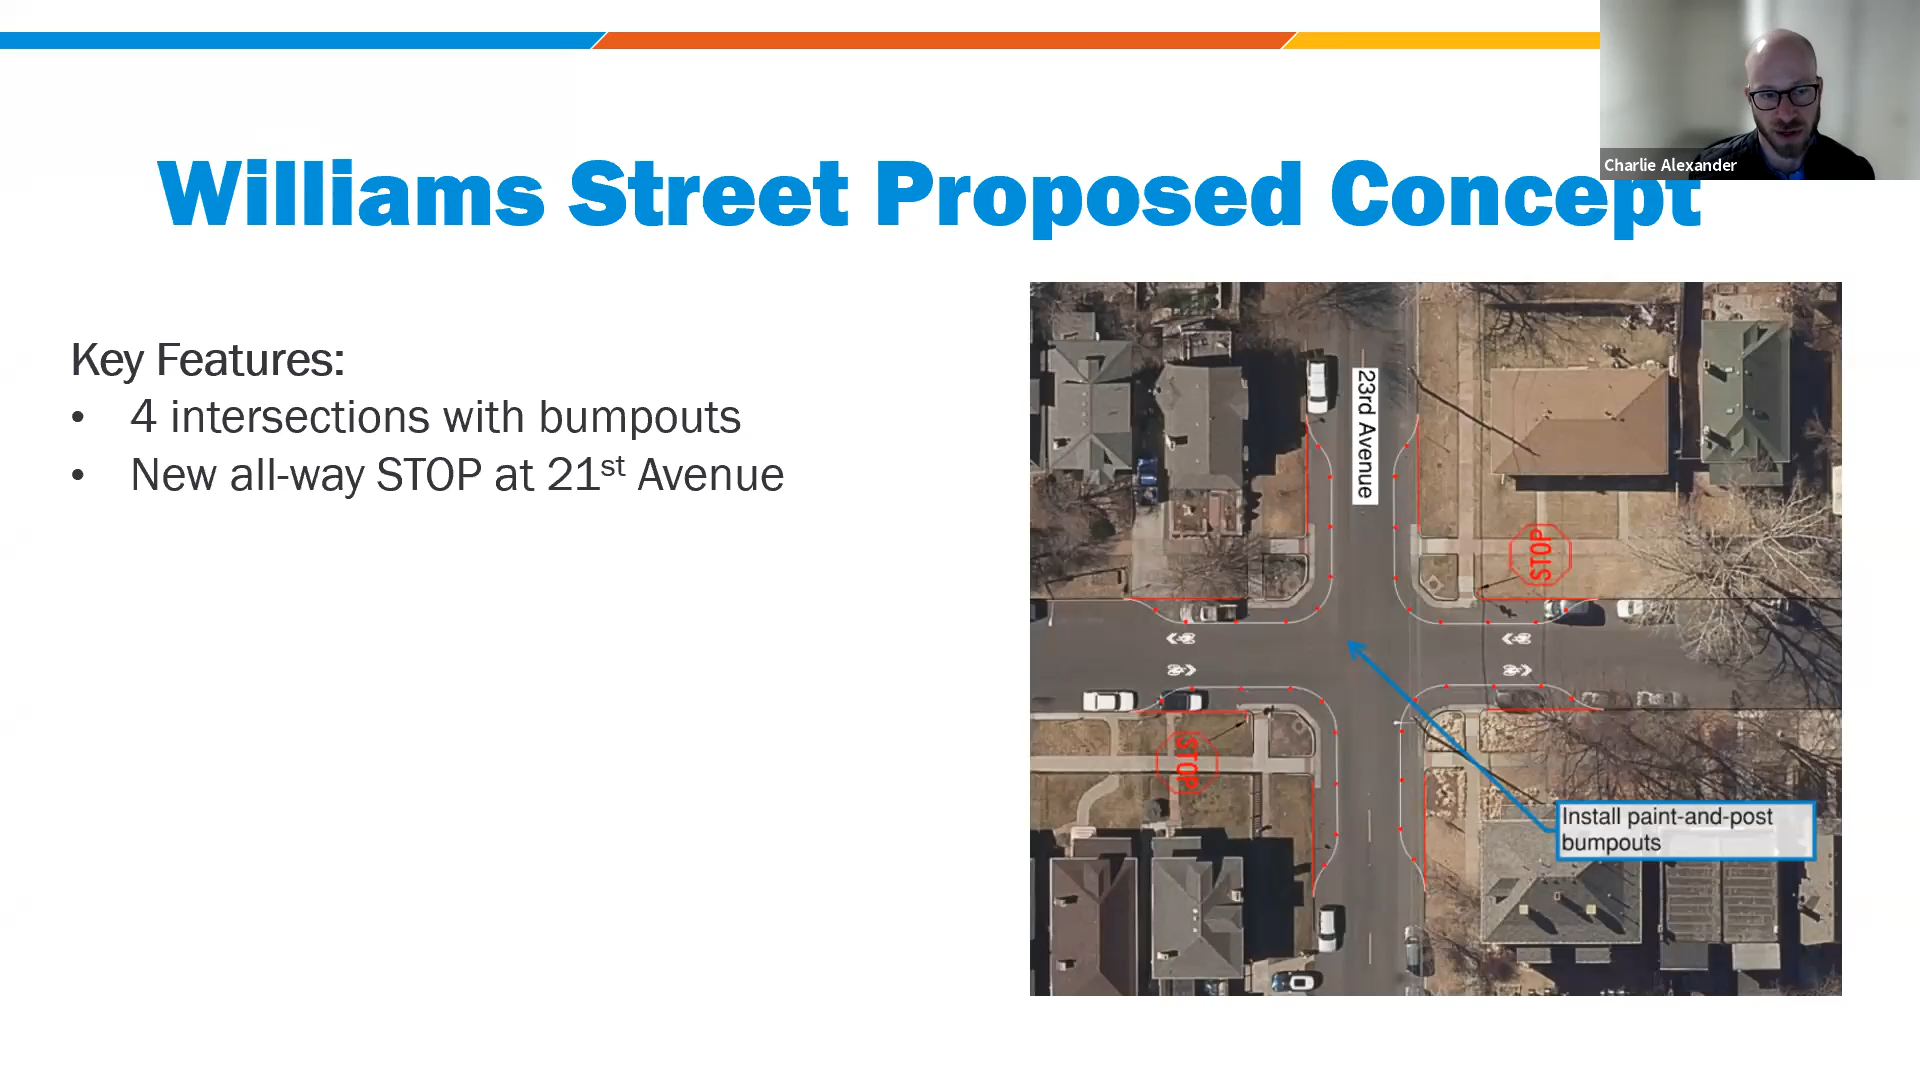 Charlie Alexander
Williams Street Proposed Concept
Key Features:
• 4 intersections with bumpouts
• New all-way STOP at 21st Avenue
23rd Avenue
STOP
STOP
Install paint-and-post
bumpouts